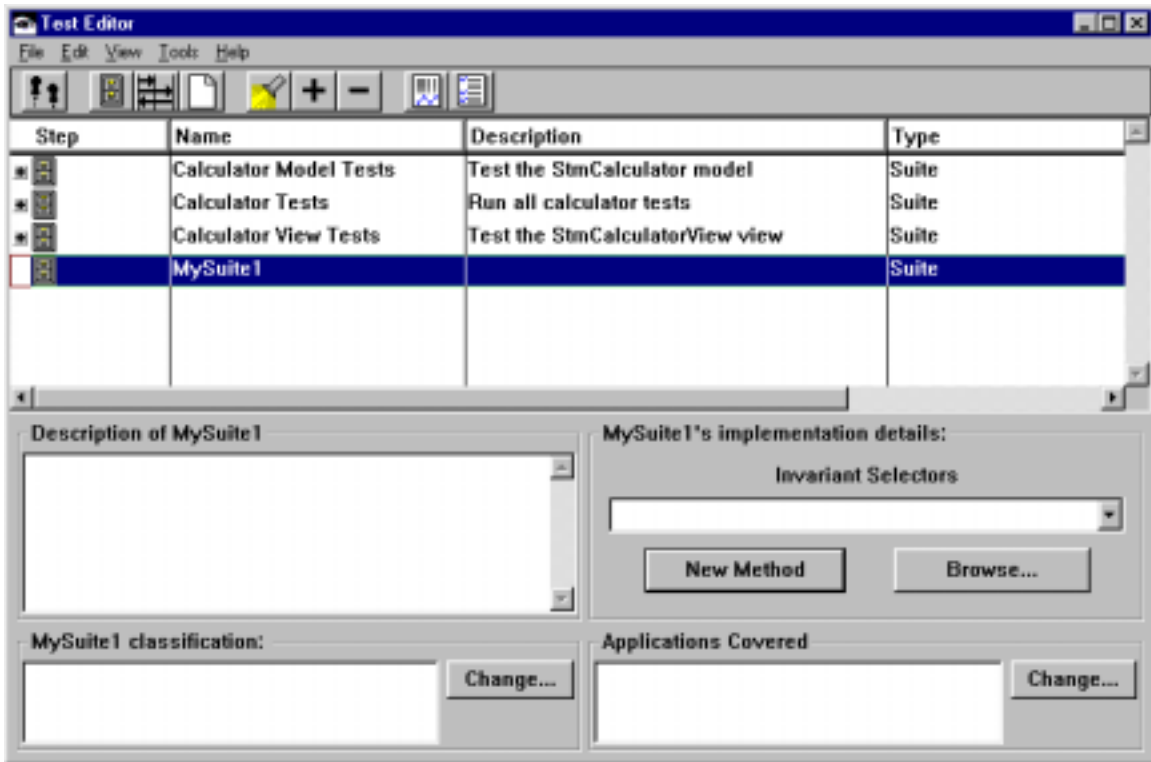 Test Editor
File Edit View Tools Help
Step Name Description Type
Calculator Model Tests Test the StmCalculator model Suite
Calculator Tests Run all calculator tests Suite
Calculator View Tests Test the StmCalculatorView view Suite
MySuite1 Suite
Description of MySuite1 MySuite1's implementation details:
Invariant Selectors
New Method Browse...
MySuite1 classification: Applications Covered
Change... Change...